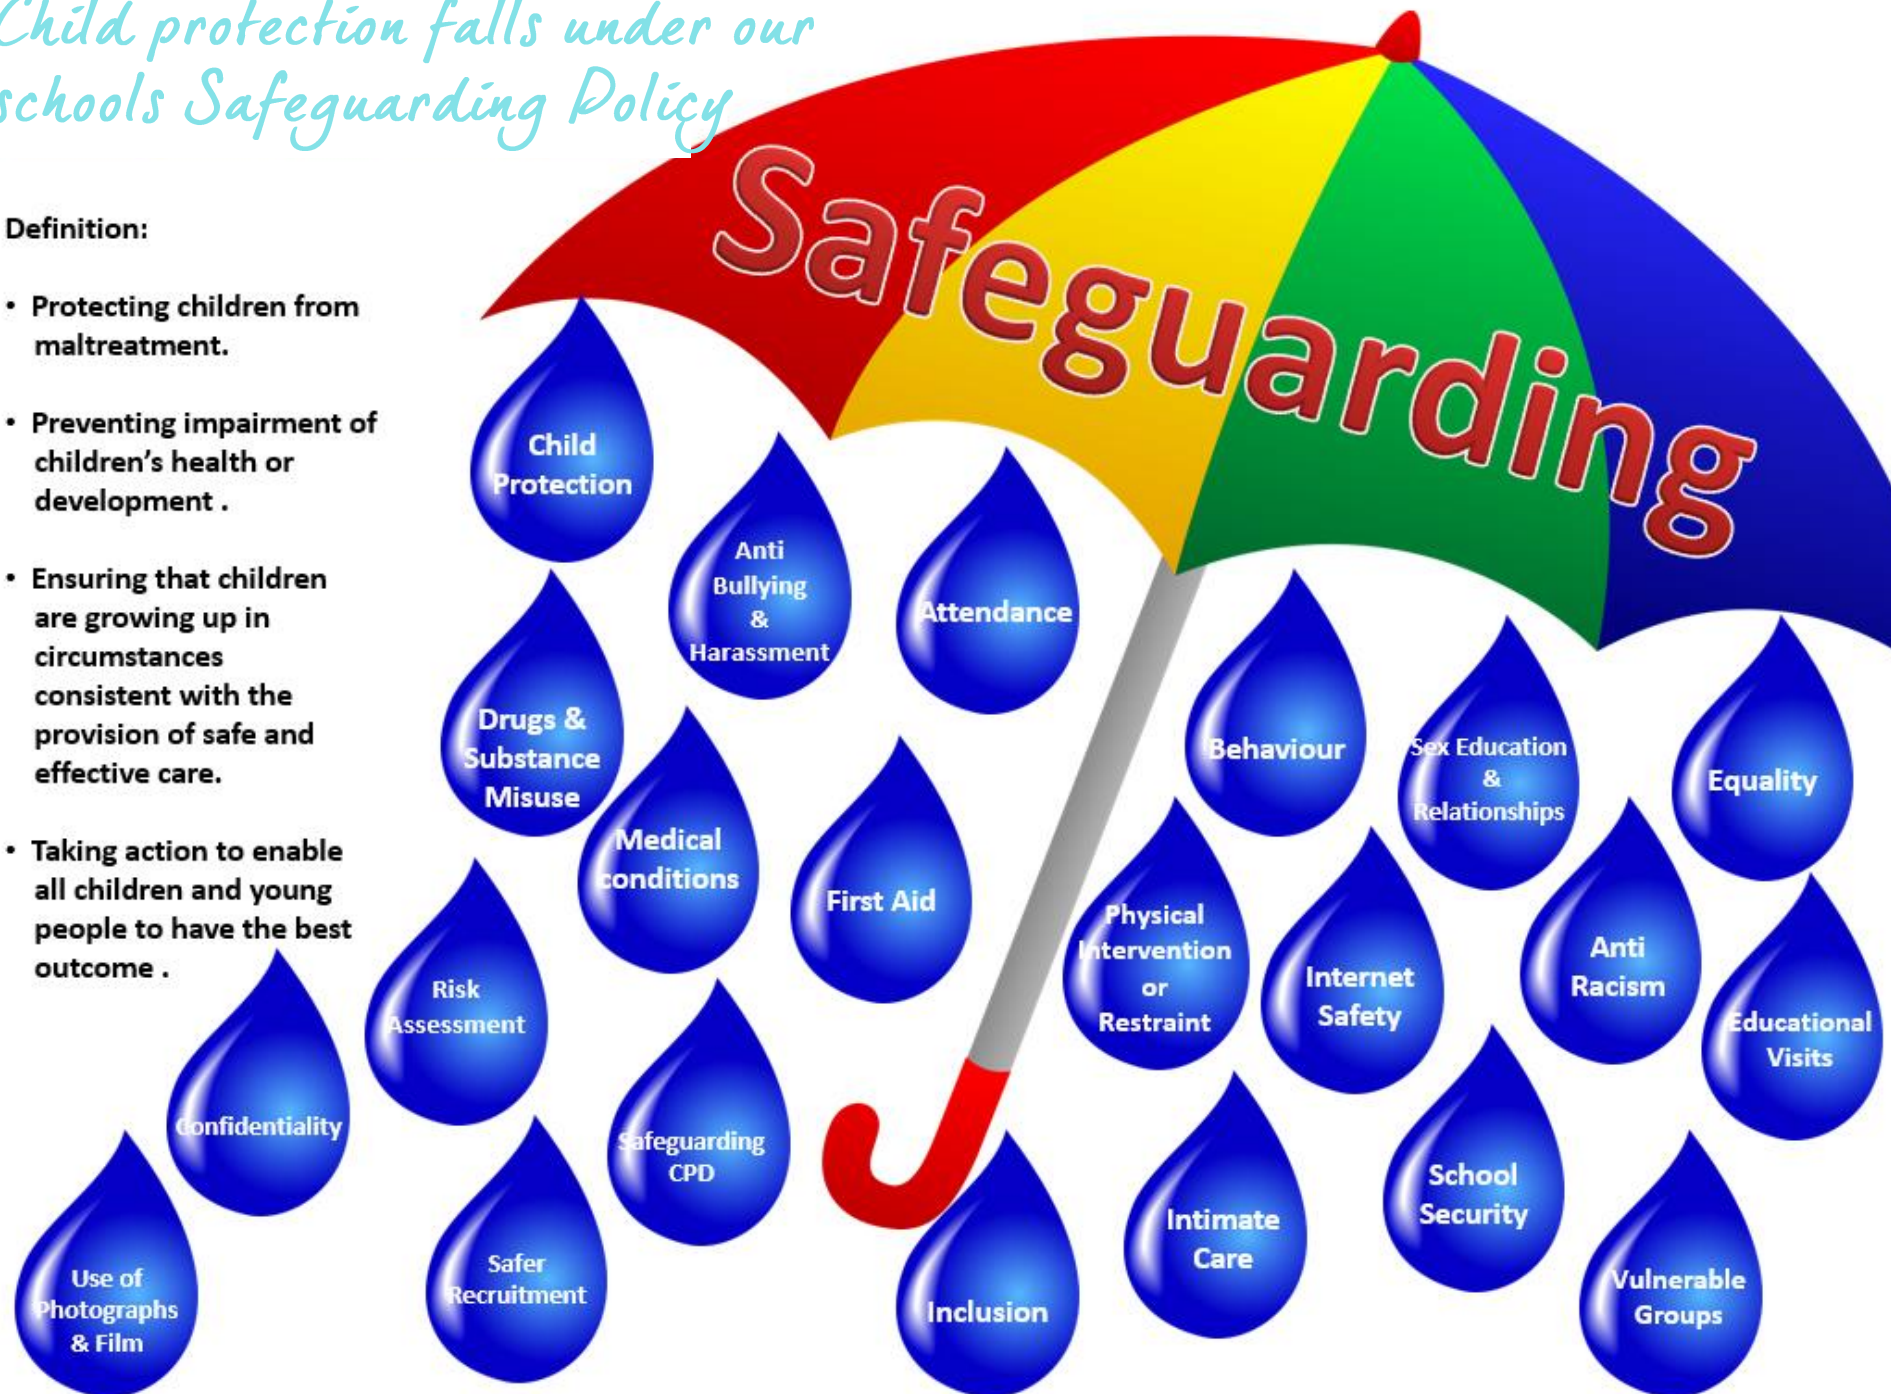 Child protection falls under our
schools Safeguarding Policy
Safeguarding
Definition:
• Protecting children from
maltreatment.
• Preventing impairment of
children's health or
development .
• Ensuring that children
are growing up in
circumstances
consistent with the
provision of safe and
effective care.
• Taking action to enable
all children and young
people to have the best
outcome .
Child
Protection
Anti
Bullying
&
Harassment
Attendance
Drugs &
Substance
Misuse
Medical
conditions
First Aid
Behaviour
Sex Education
&
Relationships
Equality
Risk
Assessment
Physical
Intervention
or
Restraint
Internet
Safety
Anti
Racism
Educational
Visits
Confidentiality
Safeguarding
CPD
School
Security
Intimate
Care
Use of
Photographs
& Film
Safer
Recruitment
Inclusion
Vulnerable
Groups